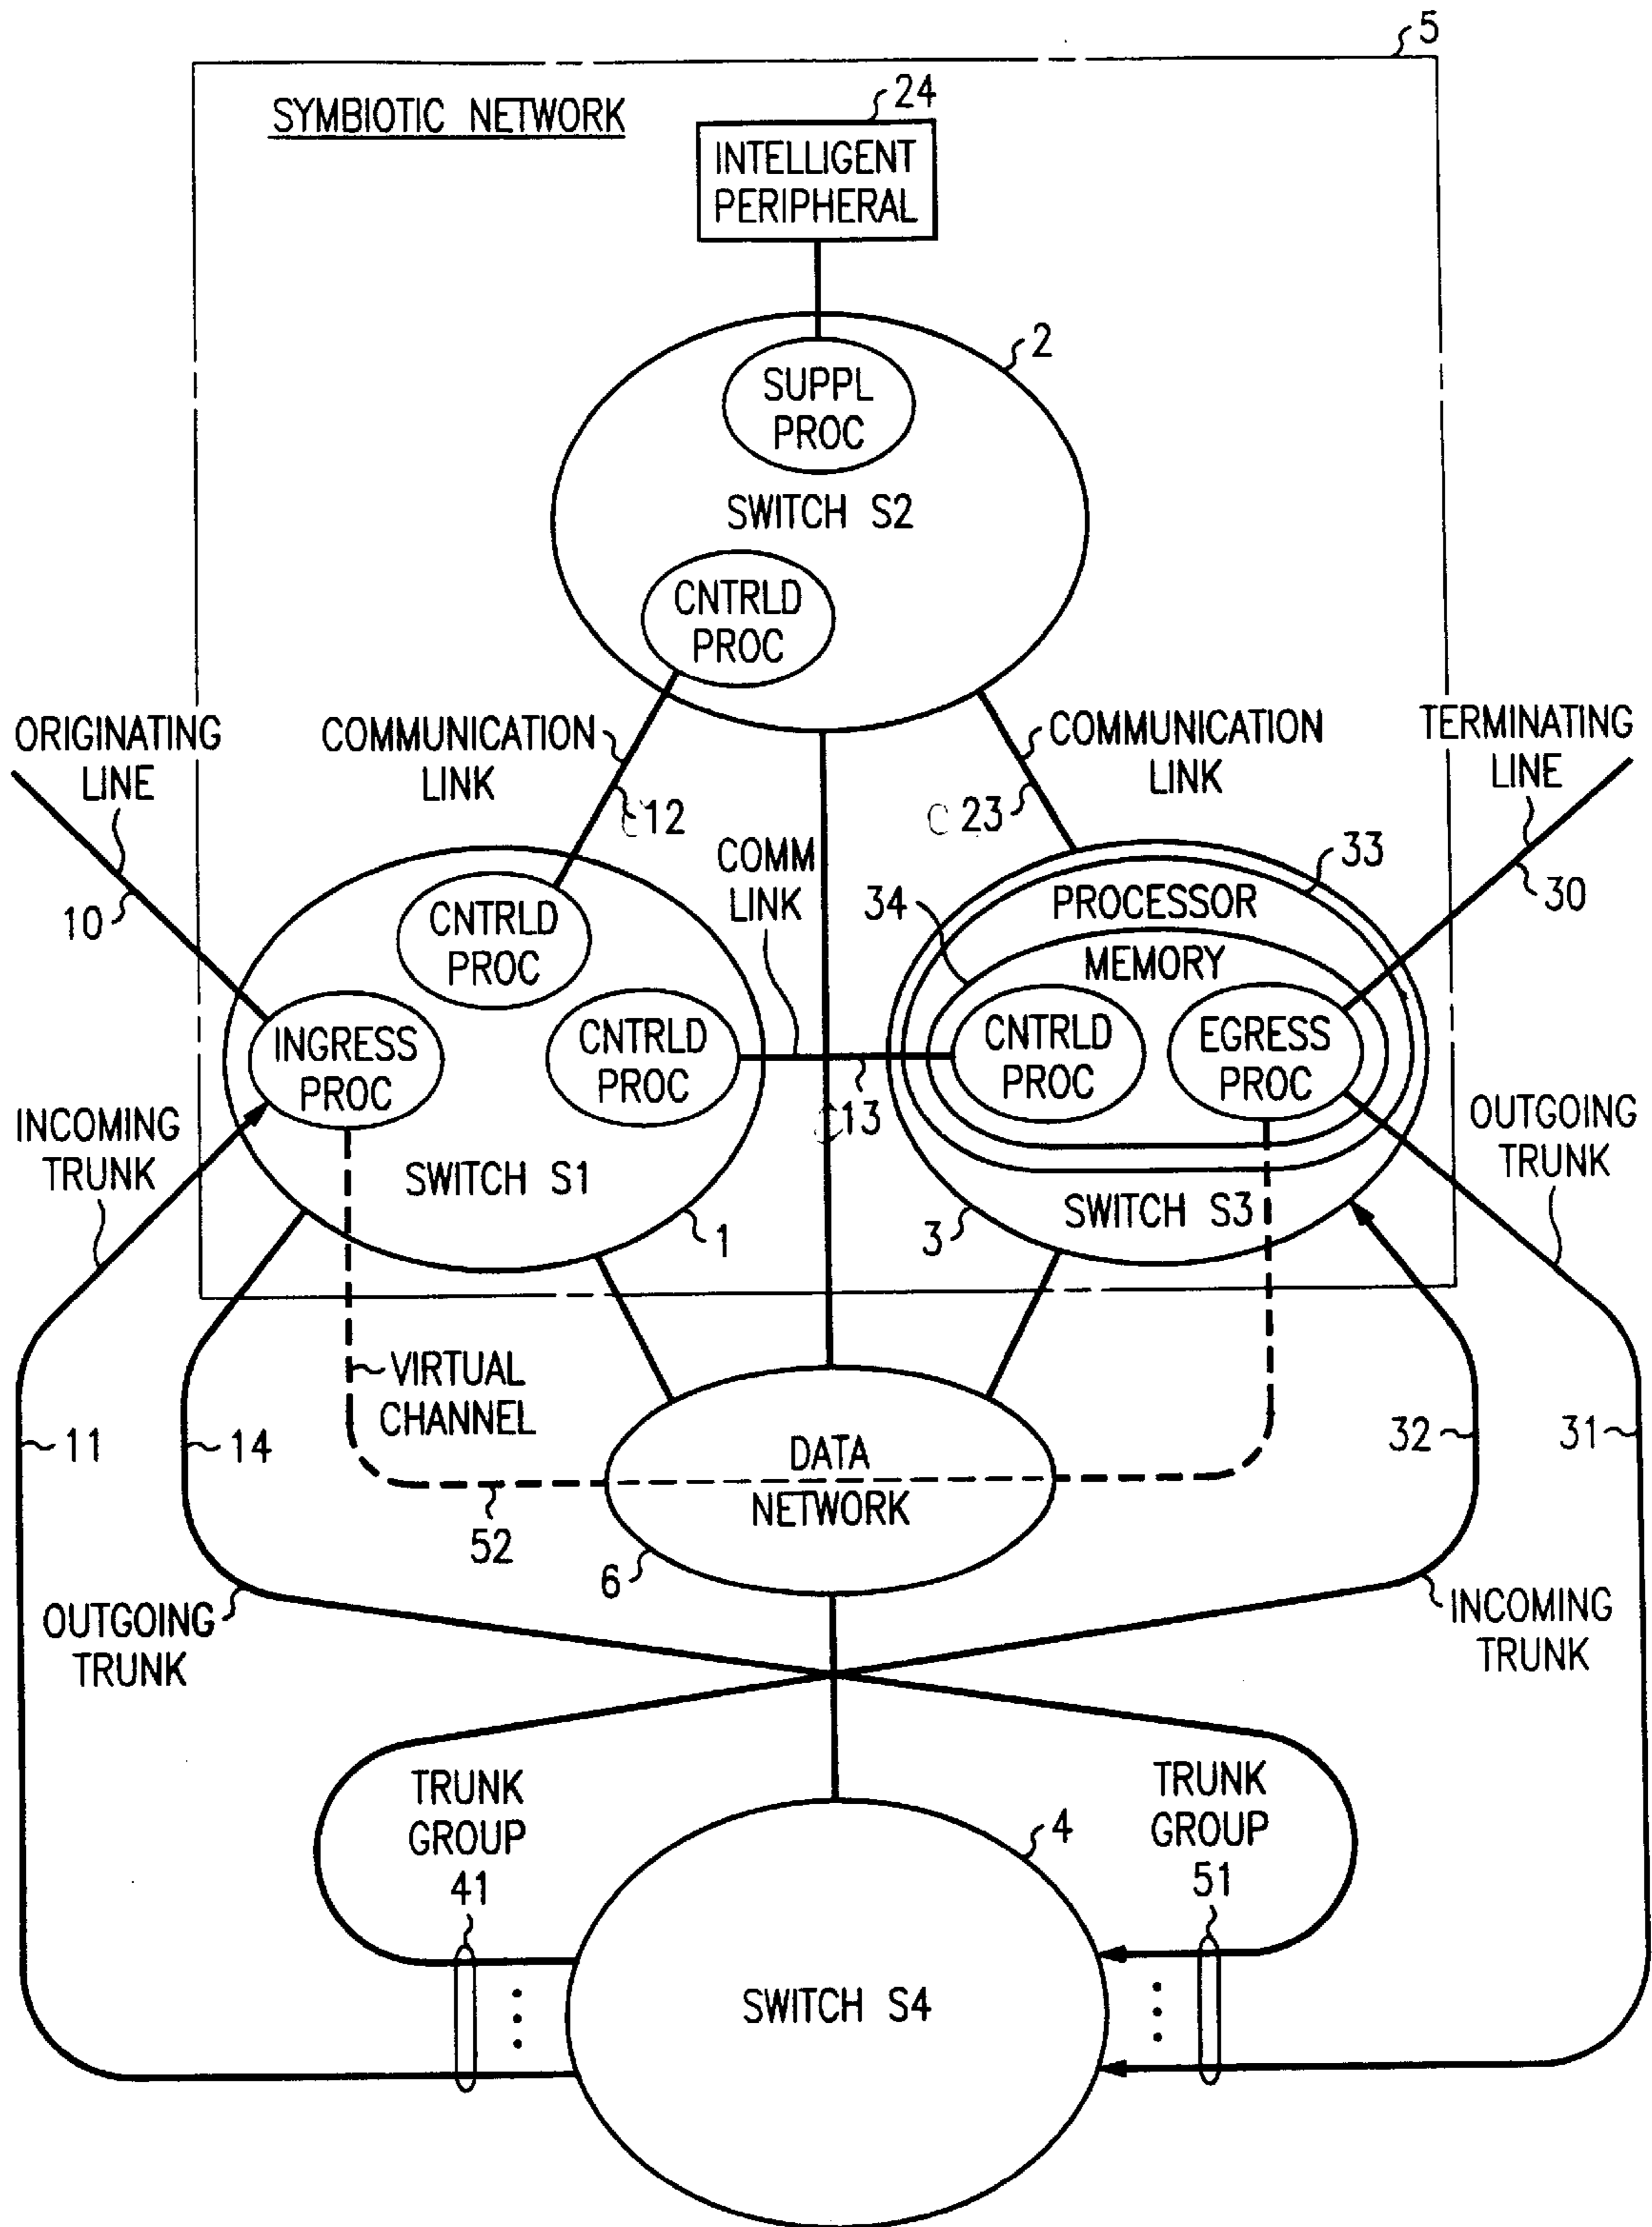 5
SYMBIOTIC NETWORK
24
INTELLIGENT
PERIPHERAL
2
SUPPL
PROC
SWITCH S2
CNTRLD
PROC
ORIGINATING
LINE
COMMUNICATION
LINK
COMMUNICATION
LINK
TERMINATING
LINE
12
C 23
COMM
LINK
33
10
34
30
PROCESSOR
MEMORY
CNTRLD
PROC
INGRESS
PROC
CNTRLD
PROC
CNTRLD
PROC
EGRESS
PROC
INCOMING
TRUNK
C13
OUTGOING
TRUNK
SWITCH S1
SWITCH S3
1
3
VIRTUAL
CHANNEL
11
14
32
31
DATA
NETWORK
52
6
OUTGOING
TRUNK
INCOMING
TRUNK
TRUNK
GROUP
41
TRUNK
GROUP
51
4
SWITCH S4